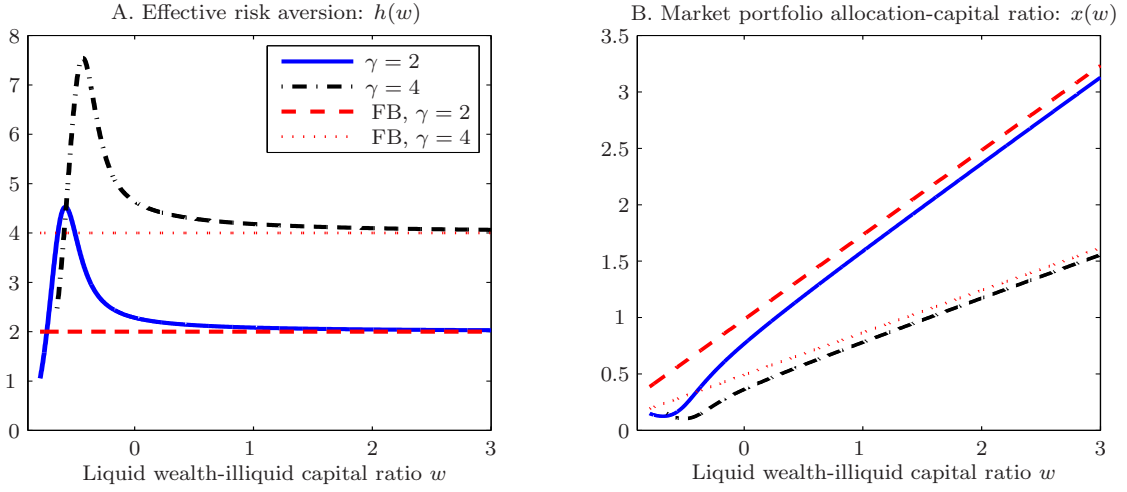 A. Effective risk aversion: h(w)
8
7
6
5
4
3
2
1
0
0 1 2 3
Liquid wealth-illiquid capital ratio w
γ = 2
γ = 4
FB, γ = 2
FB, γ = 4
B. Market portfolio allocation-capital ratio: x(w)
3.5
3
2.5
2
1.5
1
0.5
0
0 1 2 3
Liquid wealth-illiquid capital ratio w